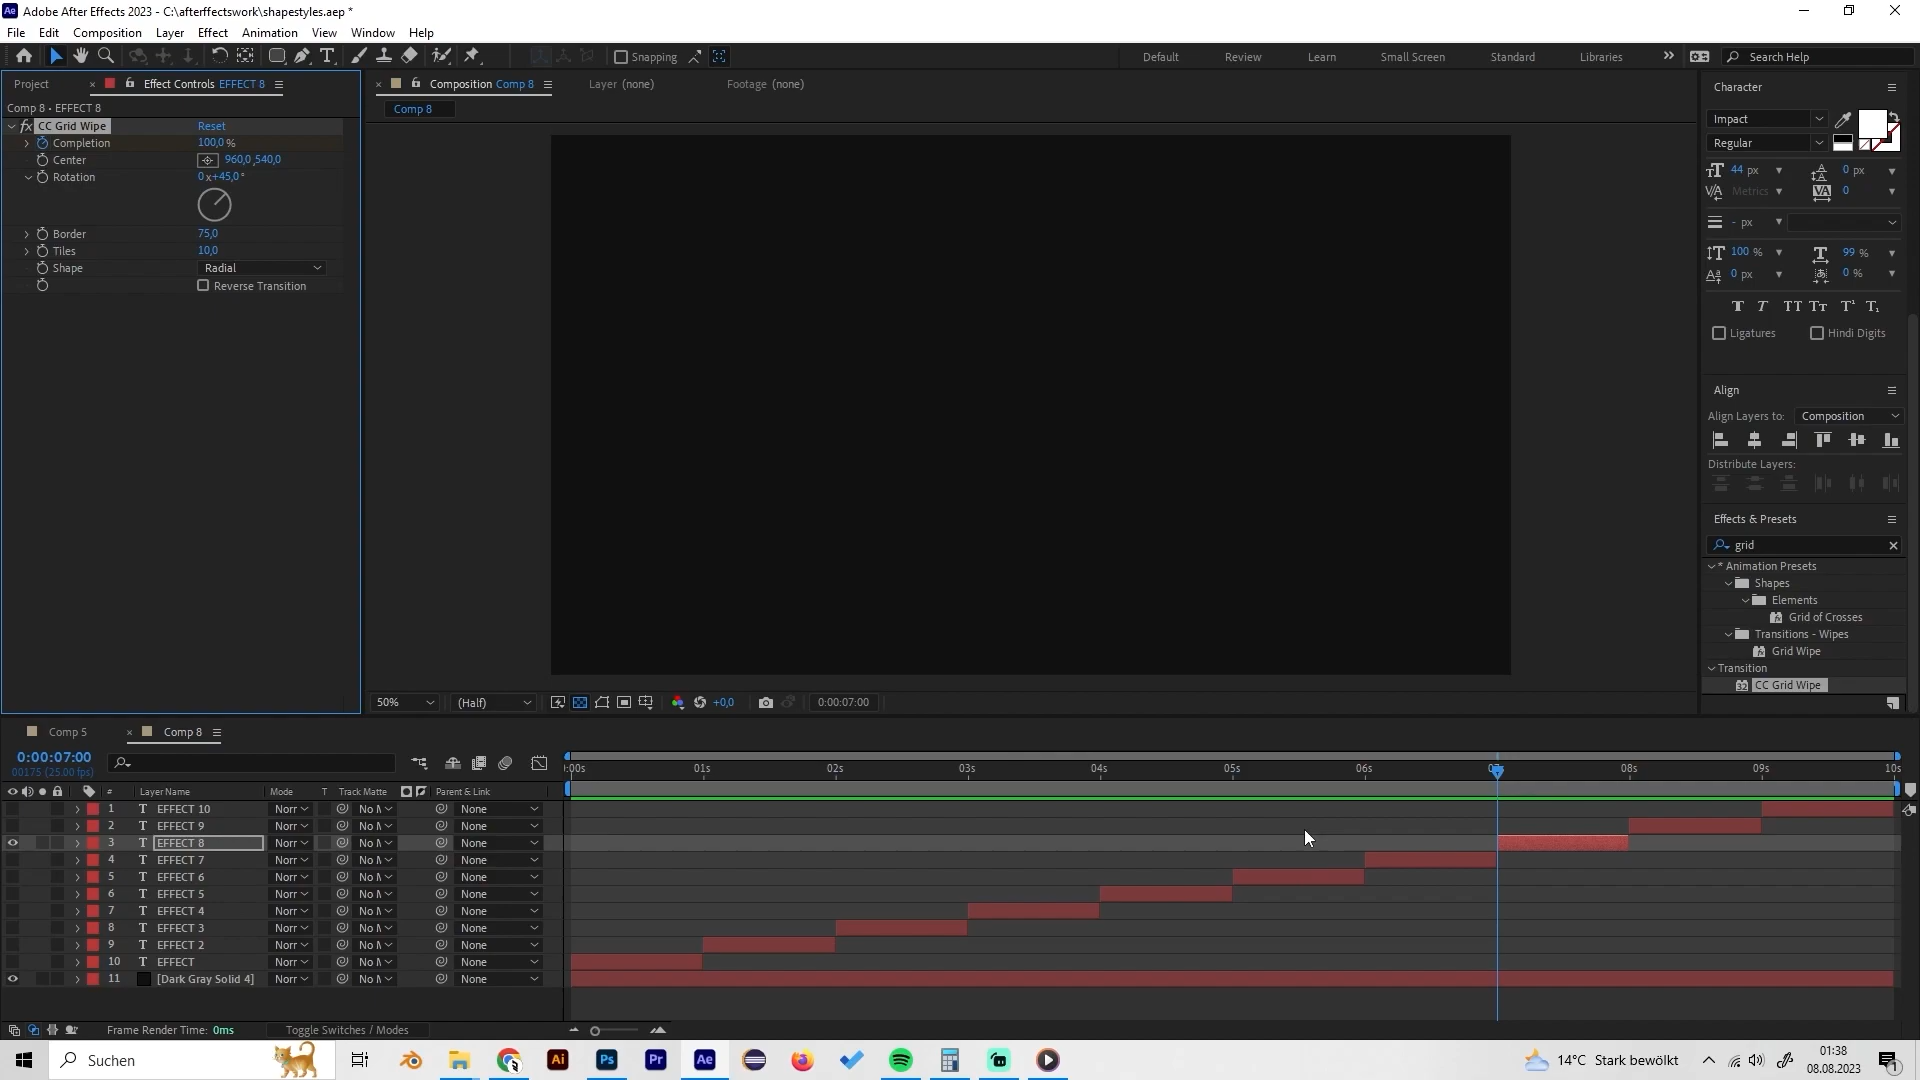 Adobe After Effects 2023 - C:\afterffectswork\shapestyles.aep *
File Edit Composition Layer Effect Animation View Window Help
Snapping Default Review Learn Small Screen Standard Libraries Search Help
Project Effect Controls EFFECT 8
Composition Comp 8 Layer (none) Footage (none)
Comp 8 • EFFECT 8
Comp 8
CC Grid Wipe Reset
Completion 100,0 %
Center 960,0 ,540,0
Rotation 0 x+45,0 °
Border 75,0
Tiles 10,0
Shape Radial
Reverse Transition
Character
Impact
Regular
44 px 0 px
Metrics 0
- px
100 % 99 %
0 px 0 %
Ligatures Hindi Digits
Align
Align Layers to: Composition
Distribute Layers:
Effects & Presets
grid
* Animation Presets
Shapes
Elements
Grid of Crosses
Transitions - Wipes
Grid Wipe
Transition
CC Grid Wipe
50% (Half) +0,0 0:00:07:00
Comp 5 Comp 8
0:00:07:00
00175 (25.00 fps)
:00s 01s 02s 03s 04s 05s 06s 08s 09s 10s
# Layer Name Mode T Track Matte Parent & Link
1 T EFFECT 10 Norr No None
2 T EFFECT 9 Norr No None
3 T EFFECT 8 Norr No None
4 T EFFECT 7 Norr No None
5 T EFFECT 6 Norr No None
6 T EFFECT 5 Norr No None
7 T EFFECT 4 Norr No None
8 T EFFECT 3 Norr No None
9 T EFFECT 2 Norr No None
10 T EFFECT Norr No None
11 [Dark Gray Solid 4] Norr No None
Frame Render Time: 0ms Toggle Switches / Modes
Suchen
Ai Ps Pr Ae
14°C Stark bewölkt
01:38
08.08.2023
1